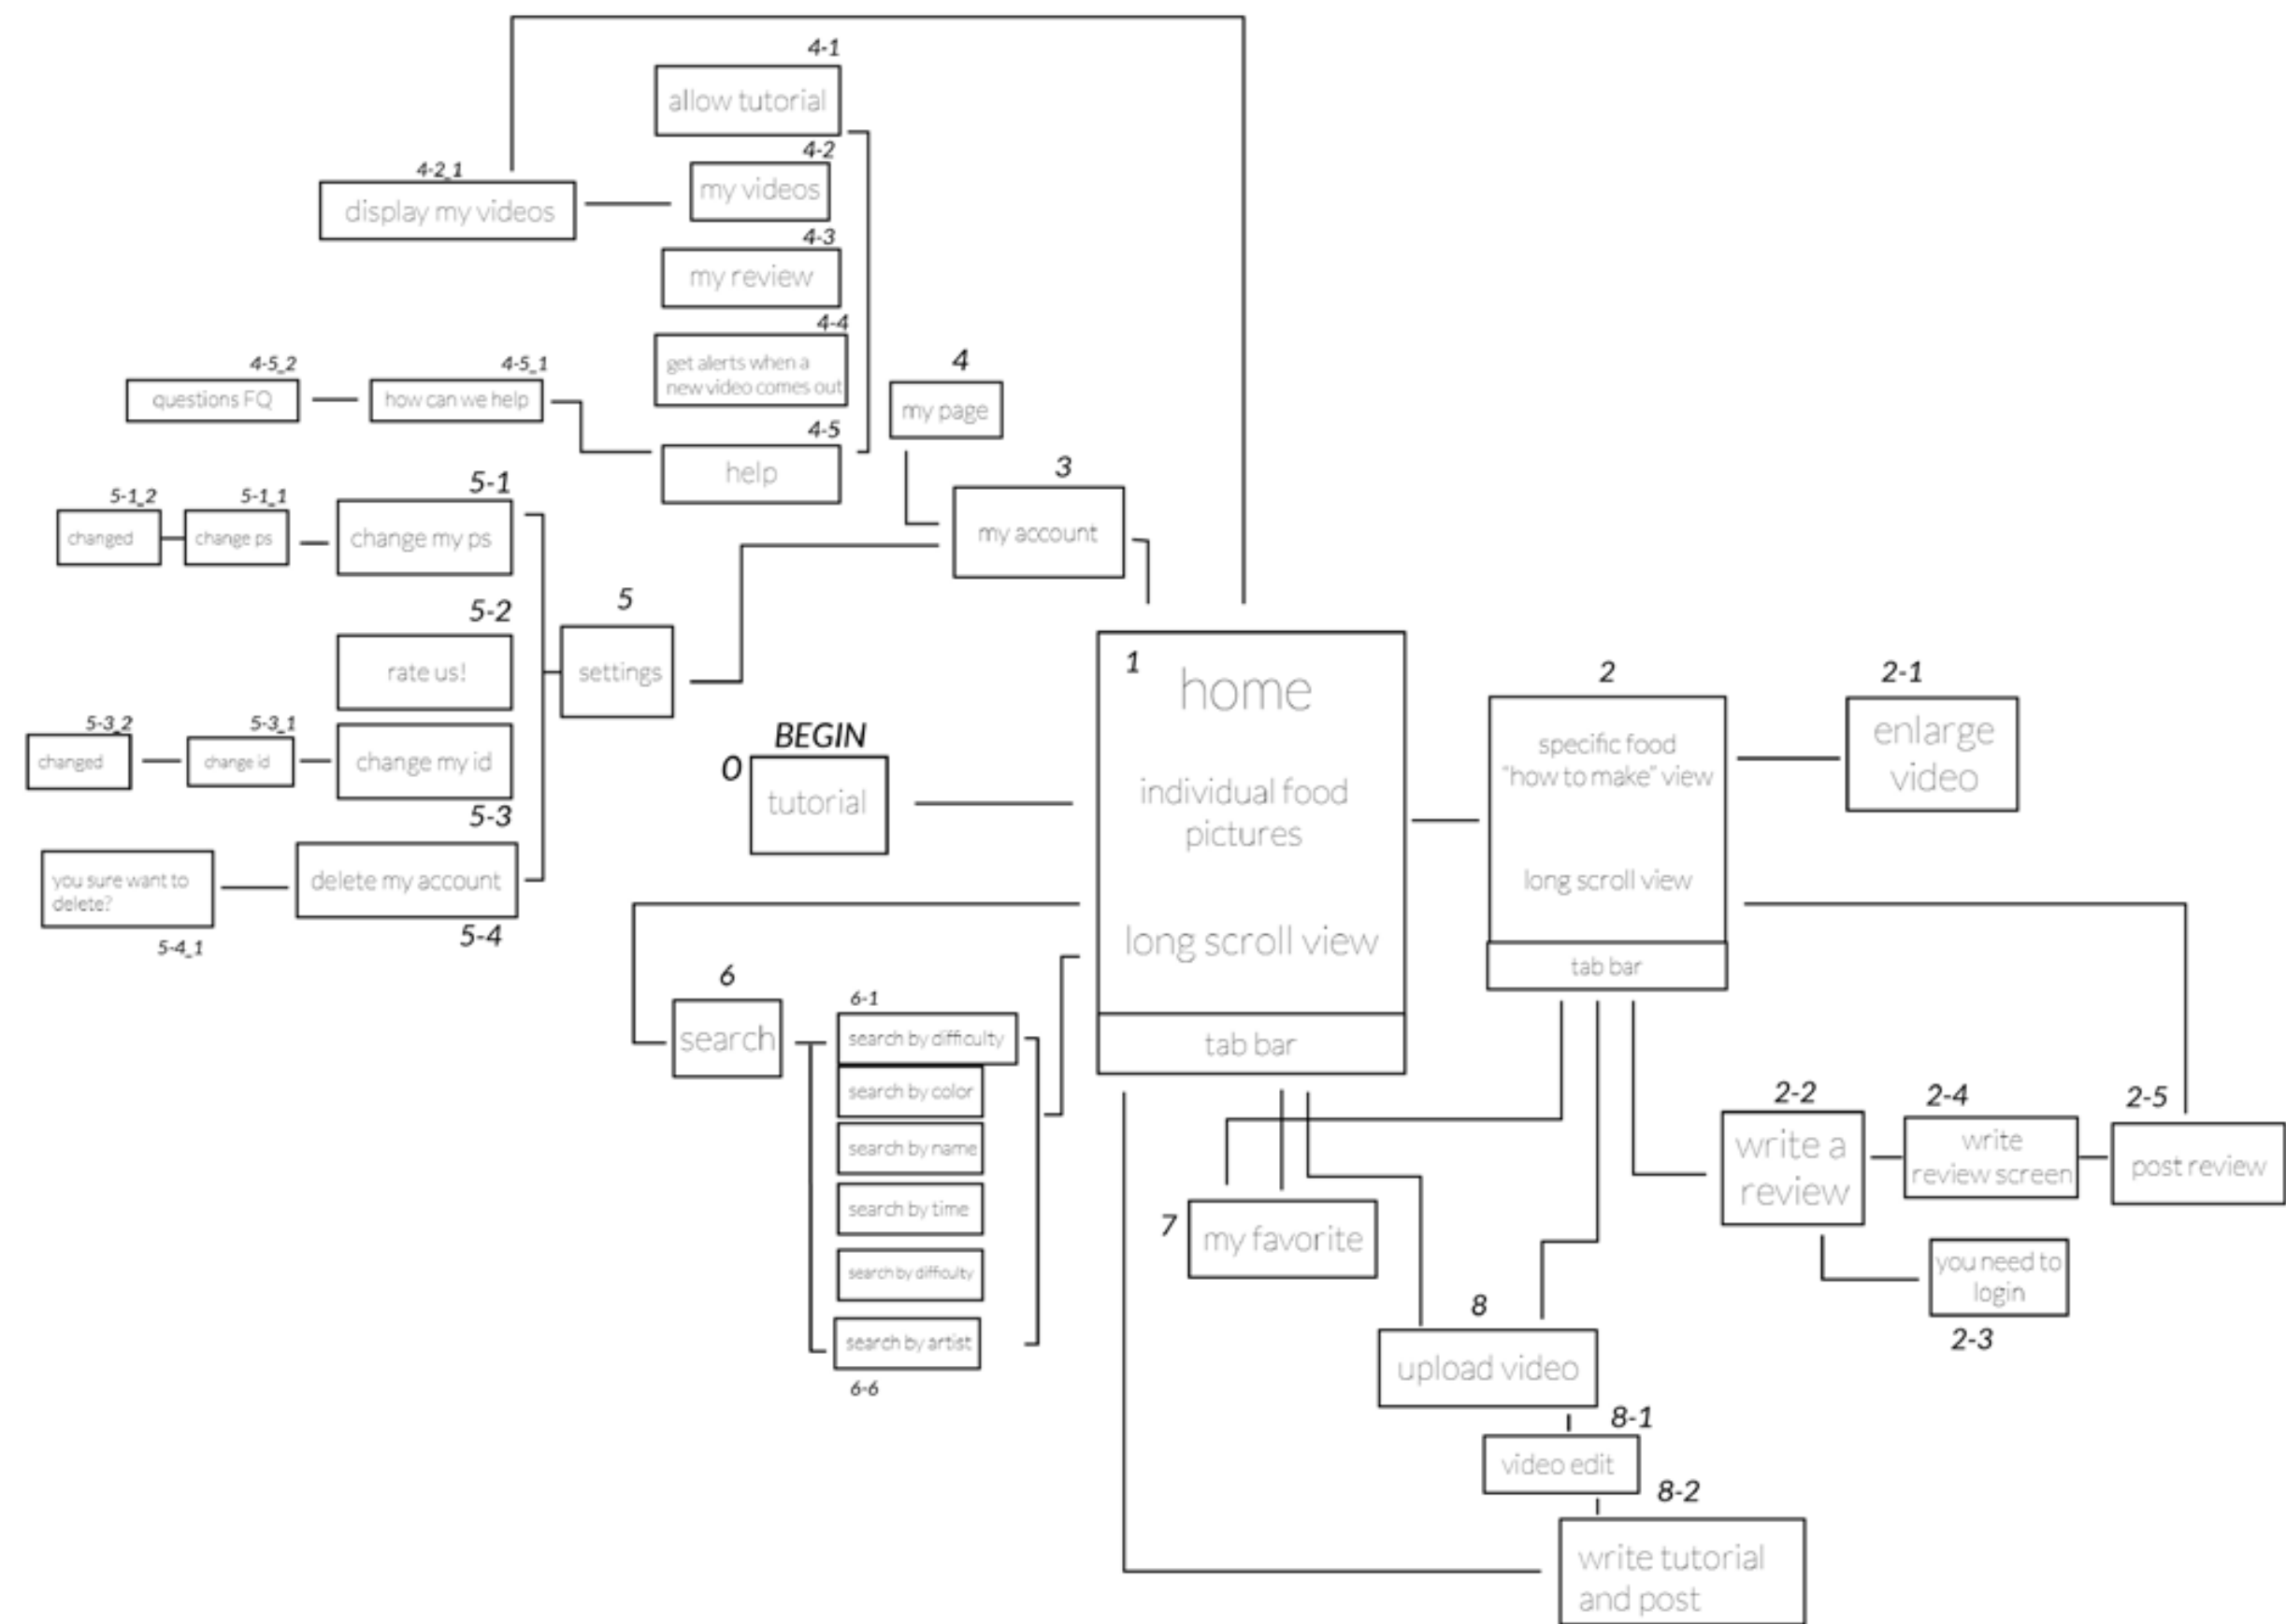 4-1
allow tutorial
4-2
my videos
4-2_1
display my videos
4-3
my review
4-4
get alerts when a
new video comes out
4-5
help
4-5_1
how can we help
4-5_2
questions FQ
4
my page
3
my account
5-1
change my ps
5-1_1
change ps
5-1_2
changed
5-2
rate us!
5
settings
5-3_2
changed
5-3_1
change id
change my id
5-3
you sure want to
delete?
5-4_1
delete my account
5-4
BEGIN
0
tutorial
1
home
individual food
pictures
long scroll view
tab bar
2
specific food
"how to make" view
long scroll view
tab bar
2-1
enlarge
video
6
search
6-1
search by difficulty
search by color
search by name
search by time
search by difficulty
search by artist
6-6
7
my favorite
2-2
write a
review
2-4
write
review screen
2-5
post review
you need to
login
2-3
8
upload video
8-1
video edit
8-2
write tutorial
and post